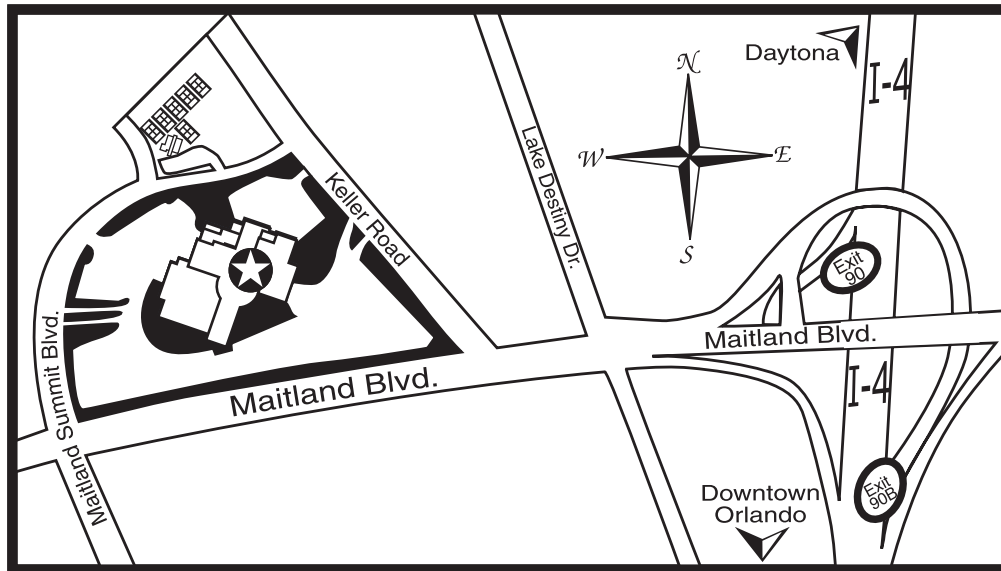 Daytona
I-4
N
W
E
S
Lake Destiny Dr.
Keller Road
Exit
90
Maitland Blvd.
Maitland Summit Blvd.
Maitland Blvd.
I-4
Exit
90B
Downtown
Orlando